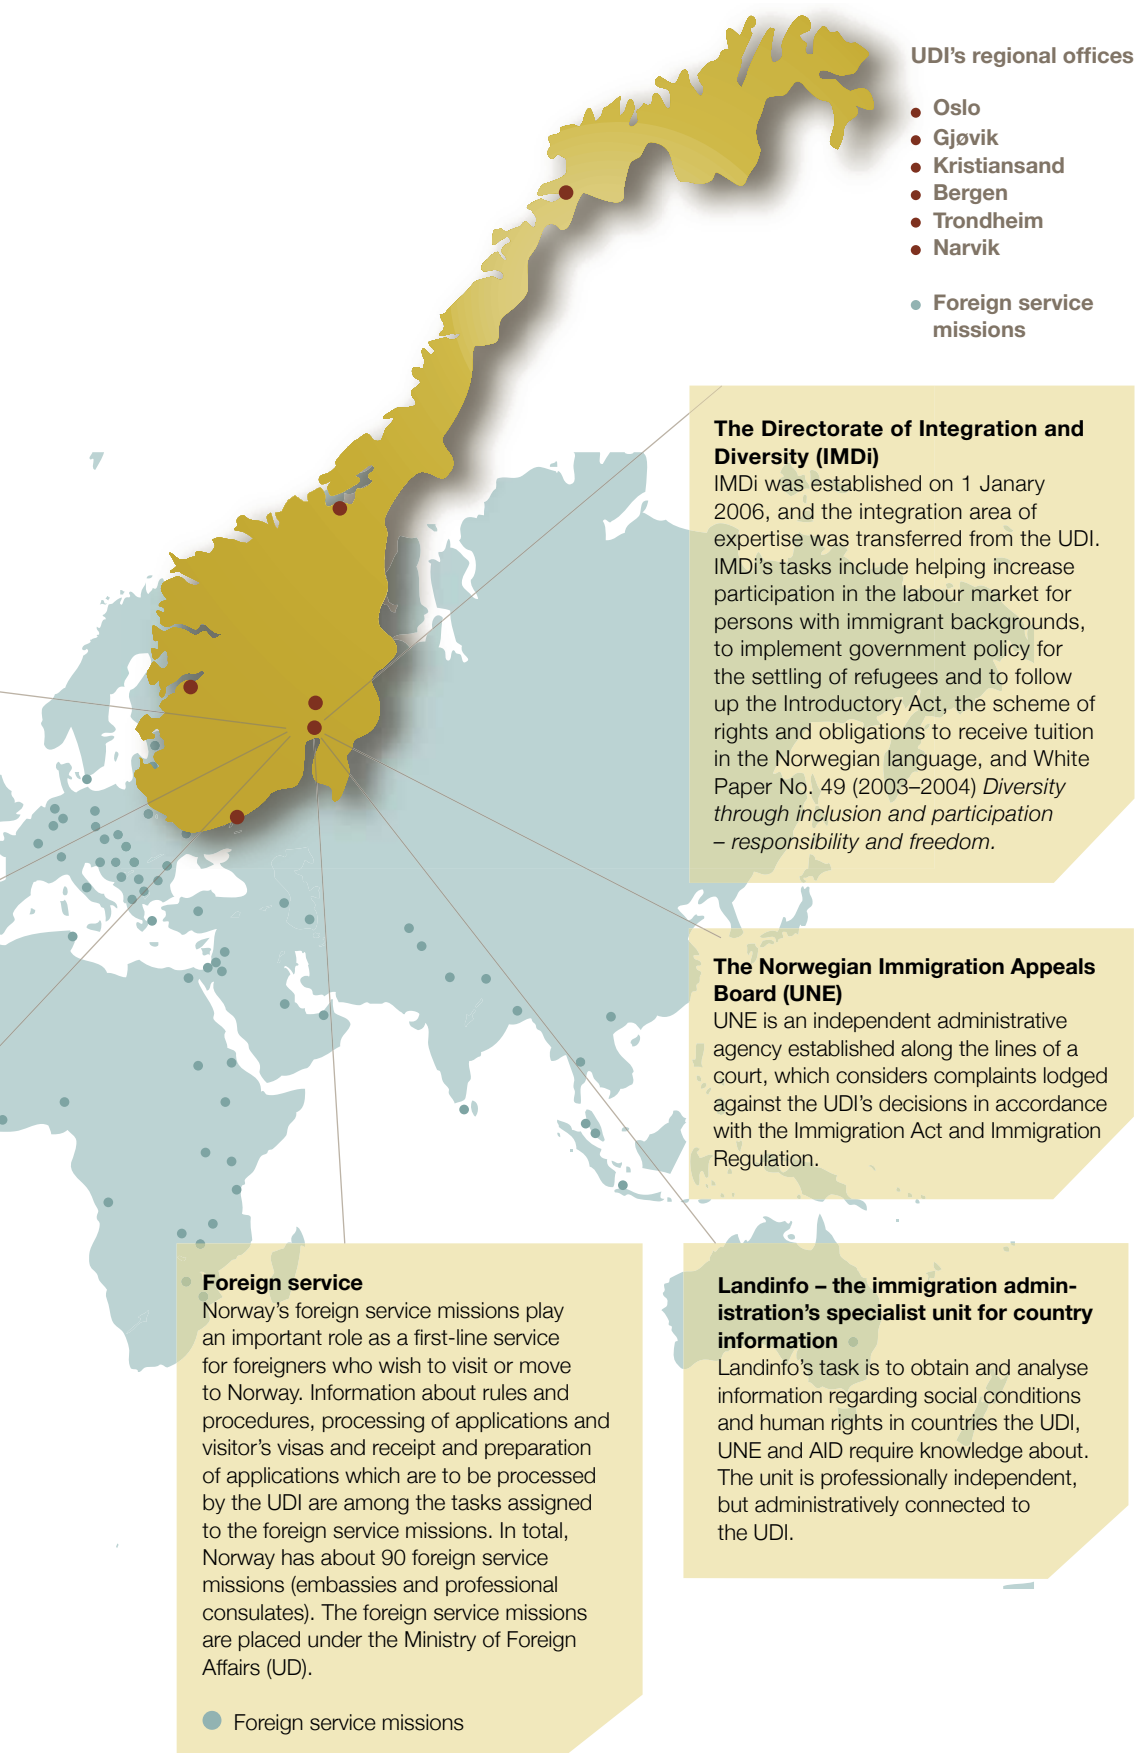 UDI's regional offices
Oslo
Gjøvik
Kristiansand
Bergen
Trondheim
Narvik
Foreign service
missions
The Directorate of Integration and
Diversity (IMDi)
IMDi was established on 1 Janary
2006, and the integration area of
expertise was transferred from the UDI.
IMDi's tasks include helping increase
participation in the labour market for
persons with immigrant backgrounds,
to implement government policy for
the settling of refugees and to follow
up the Introductory Act, the scheme of
rights and obligations to receive tuition
in the Norwegian language, and White
Paper No. 49 (2003–2004) Diversity
through inclusion and participation
– responsibility and freedom.
The Norwegian Immigration Appeals
Board (UNE)
UNE is an independent administrative
agency established along the lines of a
court, which considers complaints lodged
against the UDI's decisions in accordance
with the Immigration Act and Immigration
Regulation.
Foreign service
Norway's foreign service missions play
an important role as a first-line service
for foreigners who wish to visit or move
to Norway. Information about rules and
procedures, processing of applications and
visitor's visas and receipt and preparation
of applications which are to be processed
by the UDI are among the tasks assigned
to the foreign service missions. In total,
Norway has about 90 foreign service
missions (embassies and professional
consulates). The foreign service missions
are placed under the Ministry of Foreign
Affairs (UD).
Foreign service missions
Landinfo – the immigration admin-
istration's specialist unit for country
information
Landinfo's task is to obtain and analyse
information regarding social conditions
and human rights in countries the UDI,
UNE and AID require knowledge about.
The unit is professionally independent,
but administratively connected to
the UDI.